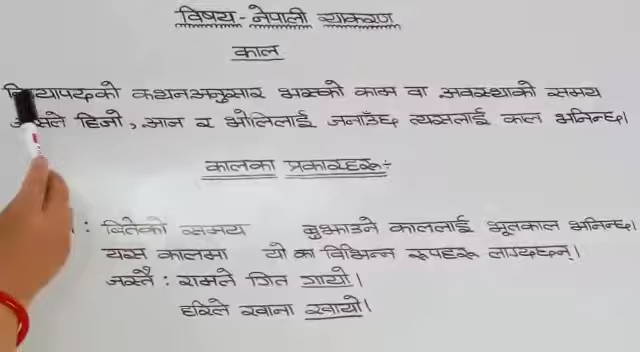 विषय - नेपाली व्याकरण
काल
कथनअनुसार भएको काम वा अवस्थाको समय
हिजो, आज र भोलिलाई जनाउँछ त्यसलाई काल भनिन्छ।
कालका प्रकारहरू:-
: बितेको समय बुझाउने काललाई भूतकाल भनिन्छ।
यस कालमा यो का विभिन्न रूपहरू लाग्दछन्।
जस्तै : रामले गित गायो।
हरिले खाना खायो।